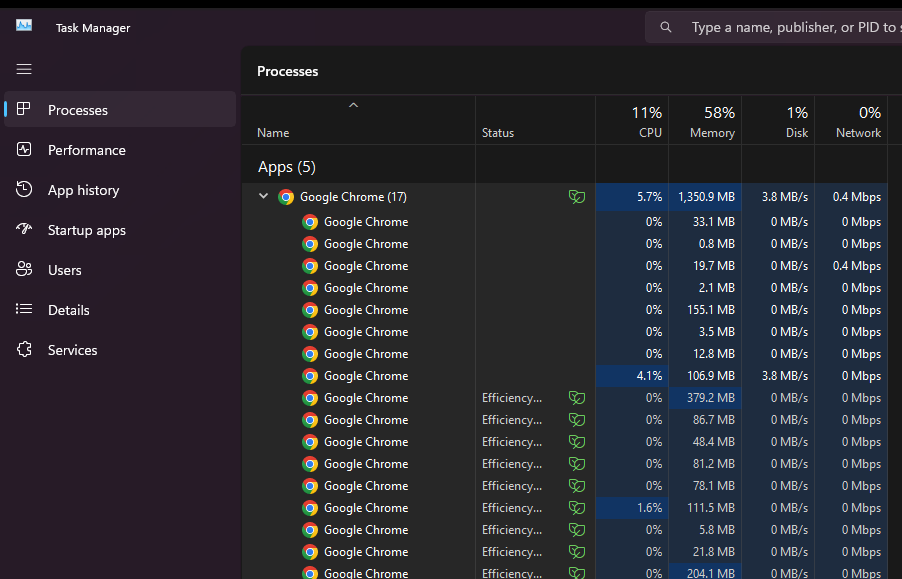 Task Manager
Type a name, publisher, or PID to
Processes
Performance
App history
Startup apps
Users
Details
Services
Processes
11% 58% 1% 0%
Name Status CPU Memory Disk Network
Apps (5)
Google Chrome (17) 5.7% 1,350.9 MB 3.8 MB/s 0.4 Mbps
Google Chrome 0% 33.1 MB 0 MB/s 0 Mbps
Google Chrome 0% 0.8 MB 0 MB/s 0 Mbps
Google Chrome 0% 19.7 MB 0 MB/s 0.4 Mbps
Google Chrome 0% 2.1 MB 0 MB/s 0 Mbps
Google Chrome 0% 155.1 MB 0 MB/s 0 Mbps
Google Chrome 0% 3.5 MB 0 MB/s 0 Mbps
Google Chrome 0% 12.8 MB 0 MB/s 0 Mbps
Google Chrome 4.1% 106.9 MB 3.8 MB/s 0 Mbps
Google Chrome Efficiency... 0% 379.2 MB 0 MB/s 0 Mbps
Google Chrome Efficiency... 0% 86.7 MB 0 MB/s 0 Mbps
Google Chrome Efficiency... 0% 48.4 MB 0 MB/s 0 Mbps
Google Chrome Efficiency... 0% 81.2 MB 0 MB/s 0 Mbps
Google Chrome Efficiency... 0% 78.1 MB 0 MB/s 0 Mbps
Google Chrome Efficiency... 1.6% 111.5 MB 0 MB/s 0 Mbps
Google Chrome Efficiency... 0% 5.8 MB 0 MB/s 0 Mbps
Google Chrome Efficiency... 0% 21.8 MB 0 MB/s 0 Mbps
Google Chrome Efficiency... 0% 204.1 MB 0 MB/s 0 Mbps